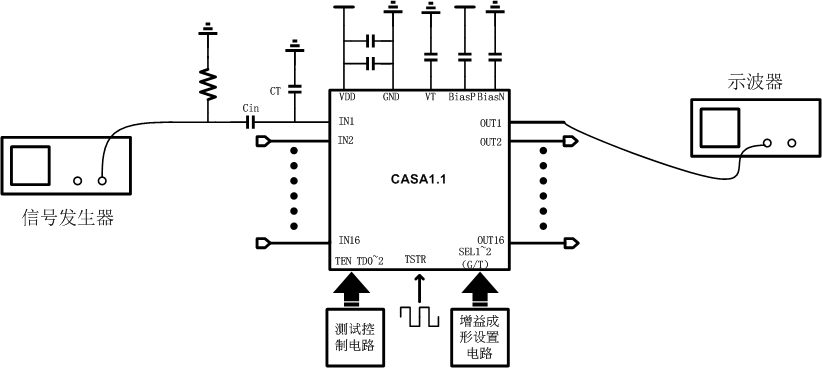 示波器
CT
Cin
VDD
GND
VT
BiasP
BiasN
IN1
OUT1
IN2
OUT2
CASA1.1
信号发生器
IN16
OUT16
SEL1~2
TEN TD0~2
TSTR
(G/T)
测试控
制电路
增益成
形设置
电路